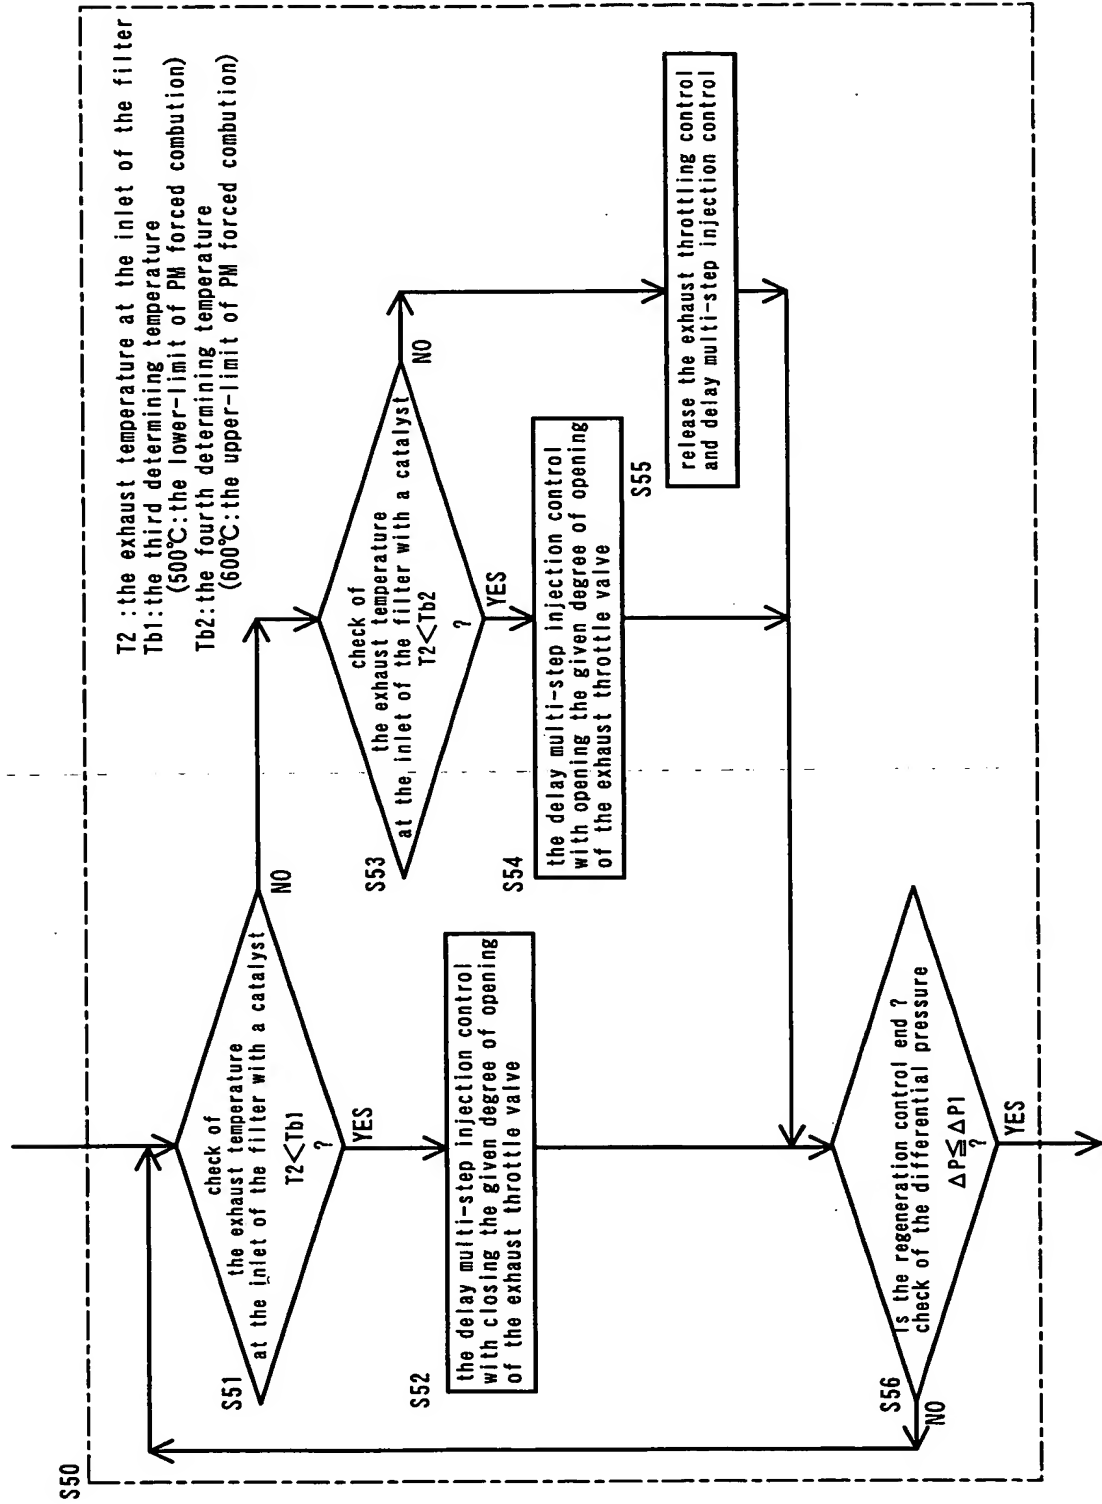 S50
T2 :the exhaust temperature at the inlet of the filter
Tb1:the third determining temperature
(500℃:the lower-limit of PM forced combution)
Tb2:the fourth determining temperature
(600℃:the upper-limit of PM forced combution)
S51
check of
the exhaust temperature
at the inlet of the filter with a catalyst
T2<Tb1
?
NO
YES
S52
the delay multi-step injection control
with closing the given degree of opening
of the exhaust throttle valve
S53
check of
the exhaust temperature
at the inlet of the filter with a catalyst
T2<Tb2
?
NO
YES
S54
the delay multi-step injection control
with opening the given degree of opening
of the exhaust throttle valve
S55
release the exhaust throttling control
and delay multi-step injection control
S56
Is the regeneration control end ?
check of the differential pressure
ΔP≦ΔP1
?
NO
YES